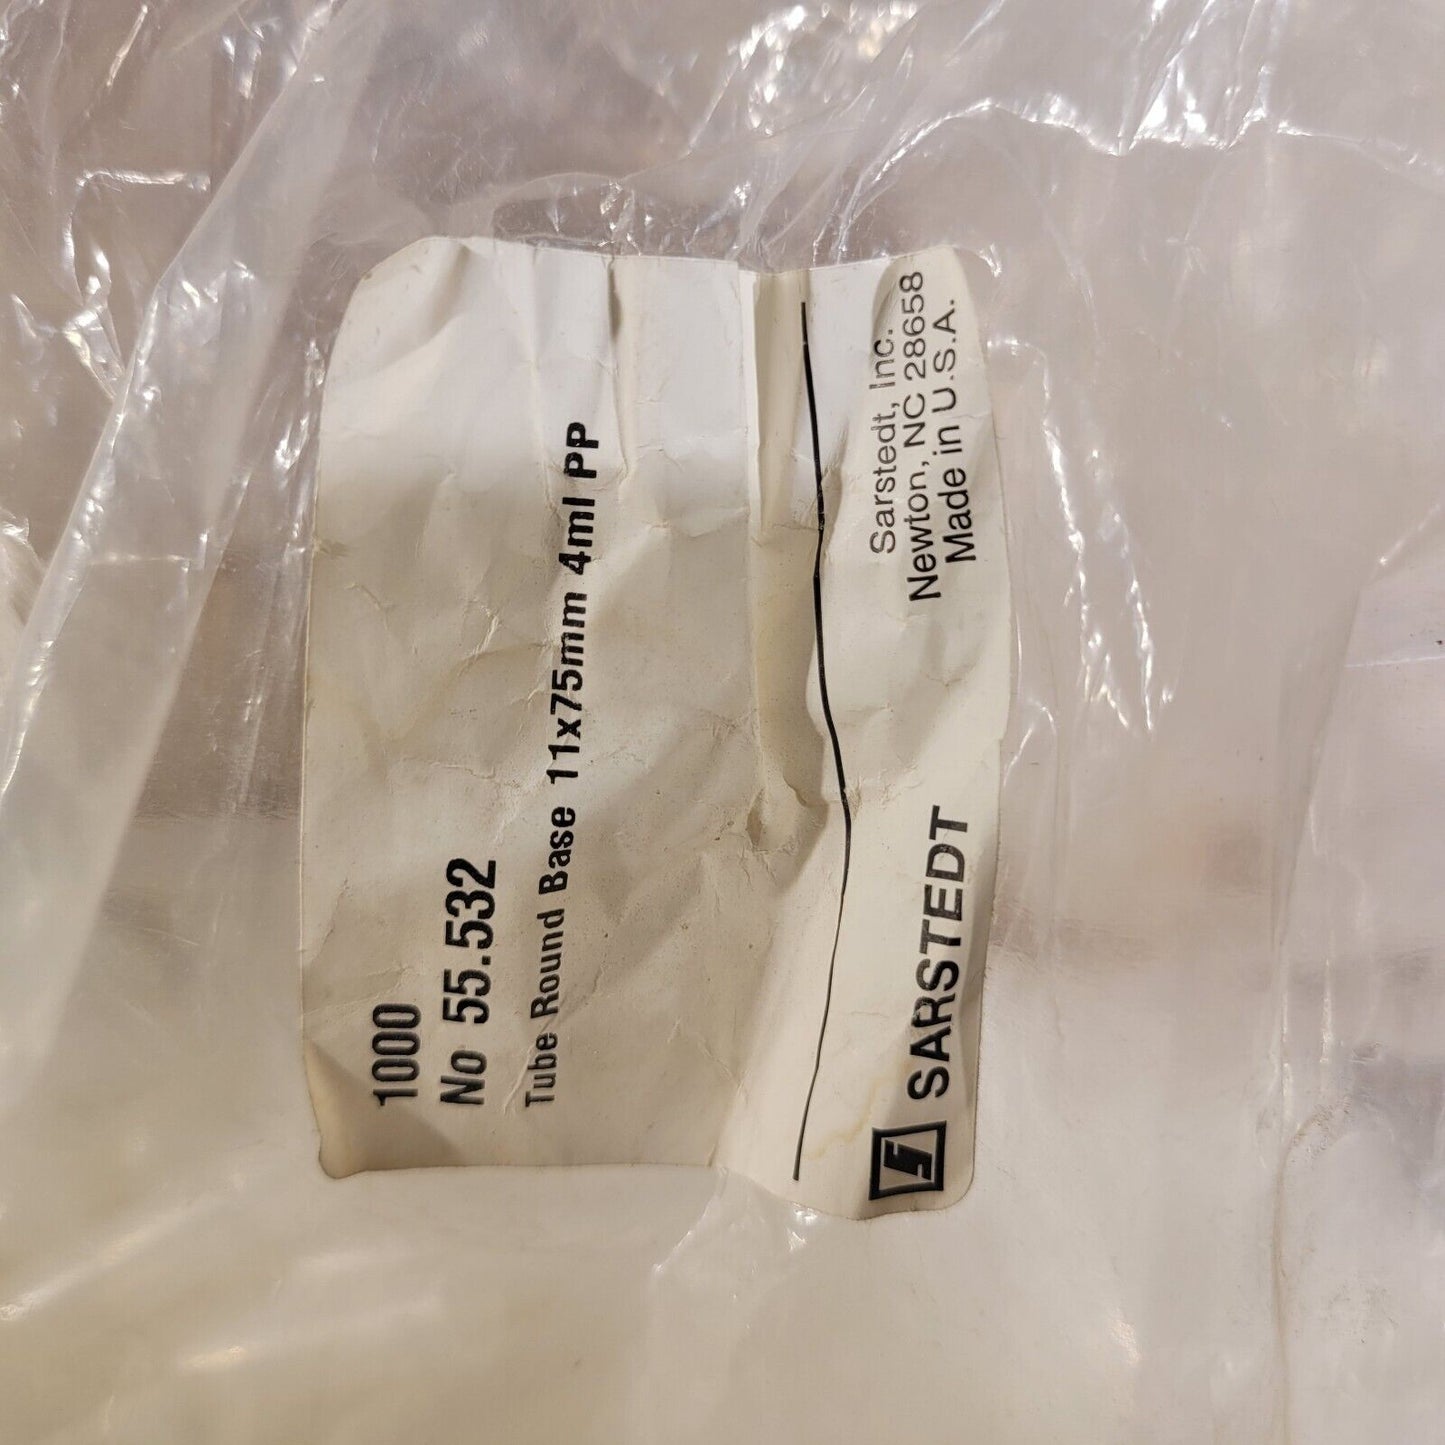 1000
No 55.532
Tube Round Base 11x75mm 4ml PP
SARSTEDT
Sarstedt, Inc.
Newton, NC 28658
Made in U.S.A.